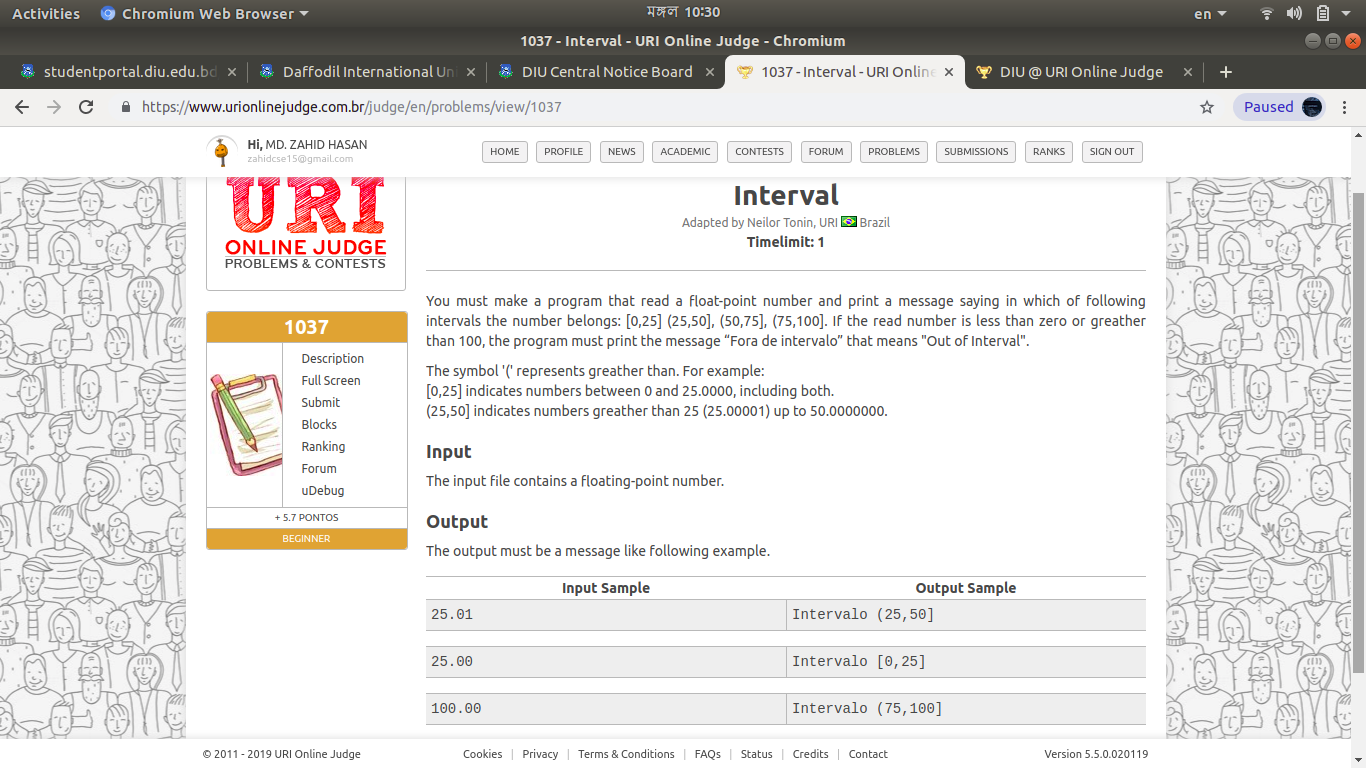 Activities
Chromium Web Browser
মঙ্গল 10:30
en
1037 - Interval - URI Online Judge - Chromium
studentportal.diu.edu.bd
Daffodil International Un
DIU Central Notice Board
1037 - Interval - URI Online
DIU @ URI Online Judge
https://www.urionlinejudge.com.br/judge/en/problems/view/1037
Paused
Hi, MD. ZAHID HASAN
zahidcse15@gmail.com
HOME
PROFILE
NEWS
ACADEMIC
CONTESTS
FORUM
PROBLEMS
SUBMISSIONS
RANKS
SIGN OUT
URI
ONLINE JUDGE
PROBLEMS & CONTESTS
1037
Description
Full Screen
Submit
Blocks
Ranking
Forum
uDebug
+ 5.7 PONTOS
BEGINNER
Interval
Adapted by Neilor Tonin, URI Brazil
Timelimit: 1
You must make a program that read a float-point number and print a message saying in which of following
intervals the number belongs: [0,25] (25,50], (50,75], (75,100]. If the read number is less than zero or greather
than 100, the program must print the message “Fora de intervalo” that means "Out of Interval".
The symbol '(' represents greather than. For example:
[0,25] indicates numbers between 0 and 25.0000, including both.
(25,50] indicates numbers greather than 25 (25.00001) up to 50.0000000.
Input
The input file contains a floating-point number.
Output
The output must be a message like following example.
Input Sample
Output Sample
25.01
Intervalo (25,50]
25.00
Intervalo [0,25]
100.00
Intervalo (75,100]
© 2011 - 2019 URI Online Judge
Cookies | Privacy | Terms & Conditions | FAQs | Status | Credits | Contact
Version 5.5.0.020119